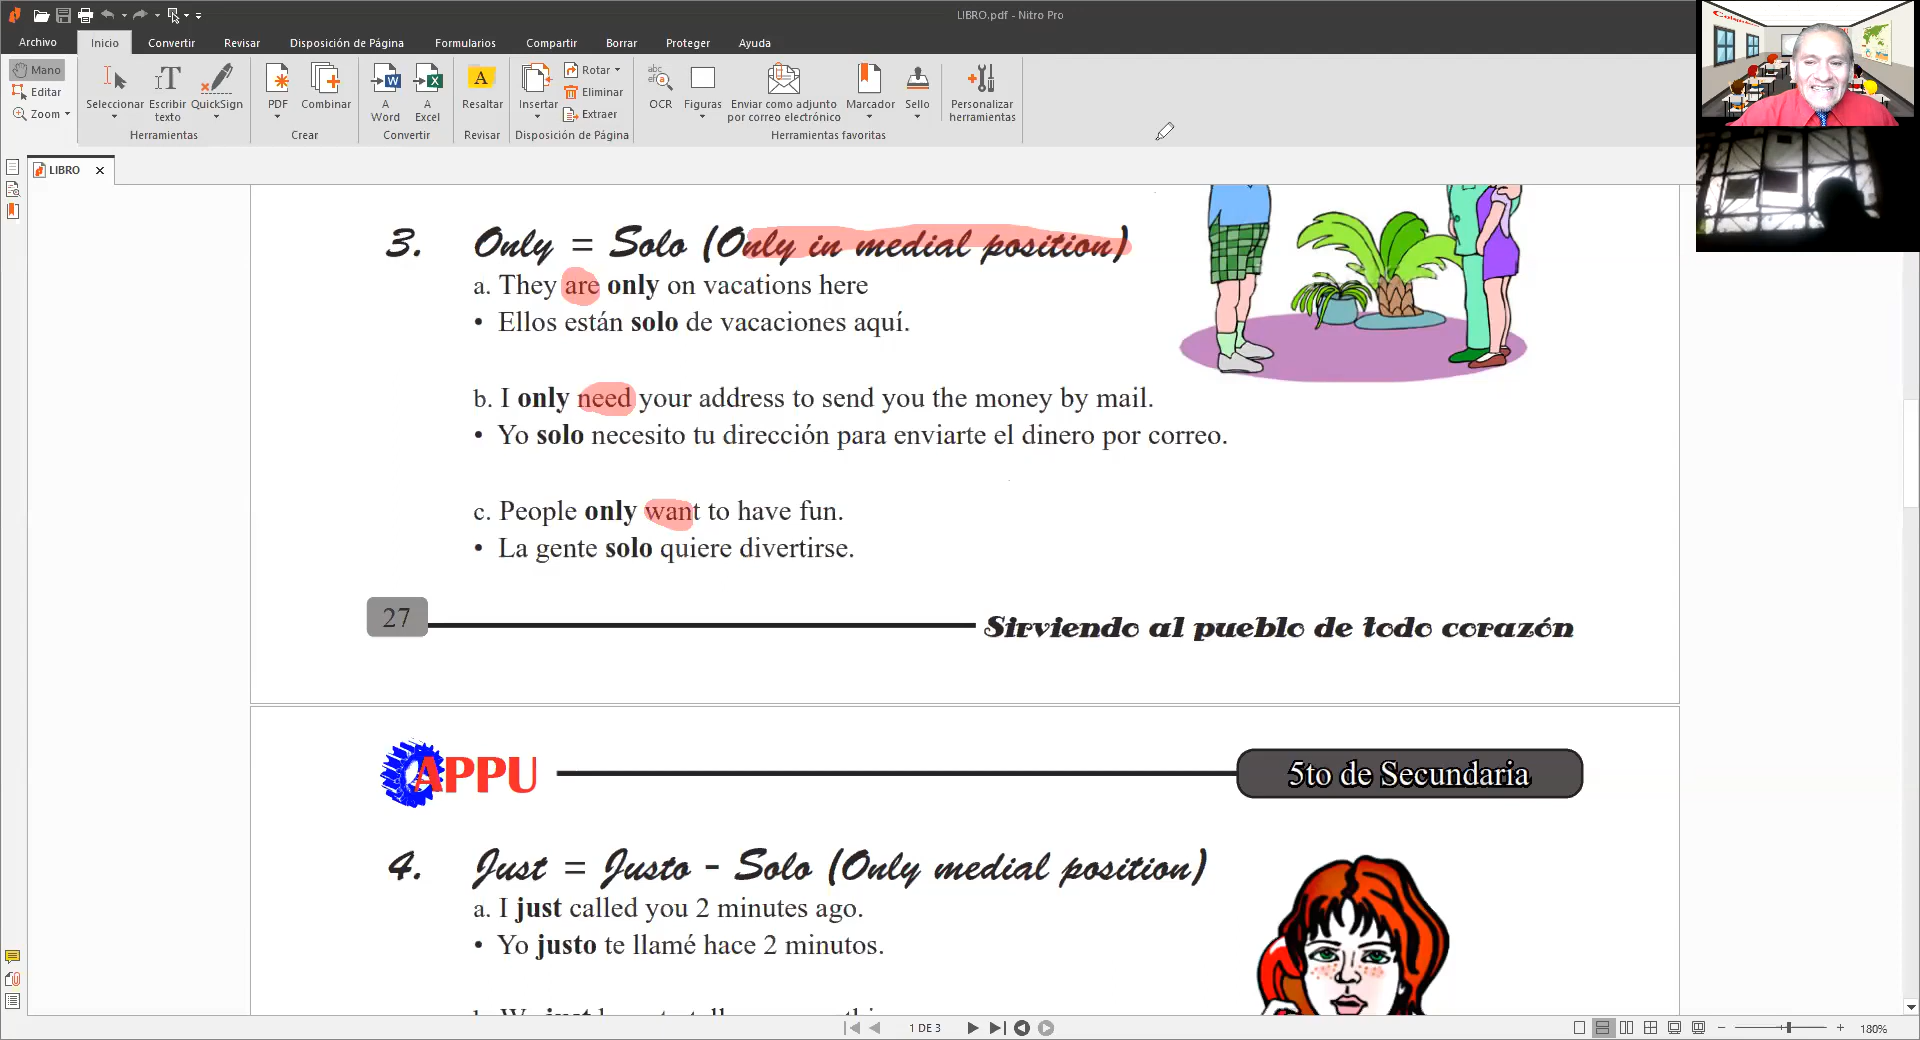 LIBRO.pdf - Nitro Pro
Archivo Inicio Convertir Revisar Disposición de Página Formularios Compartir Borrar Proteger Ayuda
Mano
Editar
Zoom
Seleccionar
Escribir texto
QuickSign
Herramientas
PDF
Combinar
Crear
A Word
A Excel
Convertir
A
Resaltar
Revisar
Insertar
Rotar
Eliminar
Extraer
Disposición de Página
OCR
Figuras
Enviar como adjunto
por correo electrónico
Marcador
Sello
Herramientas favoritas
Personalizar
herramientas
LIBRO
3. Only = Solo (Only in medial position)
a. They are only on vacations here
• Ellos están solo de vacaciones aquí.
b. I only need your address to send you the money by mail.
• Yo solo necesito tu dirección para enviarte el dinero por correo.
c. People only want to have fun.
• La gente solo quiere divertirse.
27
Sirviendo al pueblo de todo corazón
APPU
5to de Secundaria
4. Just = Justo - Solo (Only medial position)
a. I just called you 2 minutes ago.
• Yo justo te llamé hace 2 minutos.
1 DE 3
180%